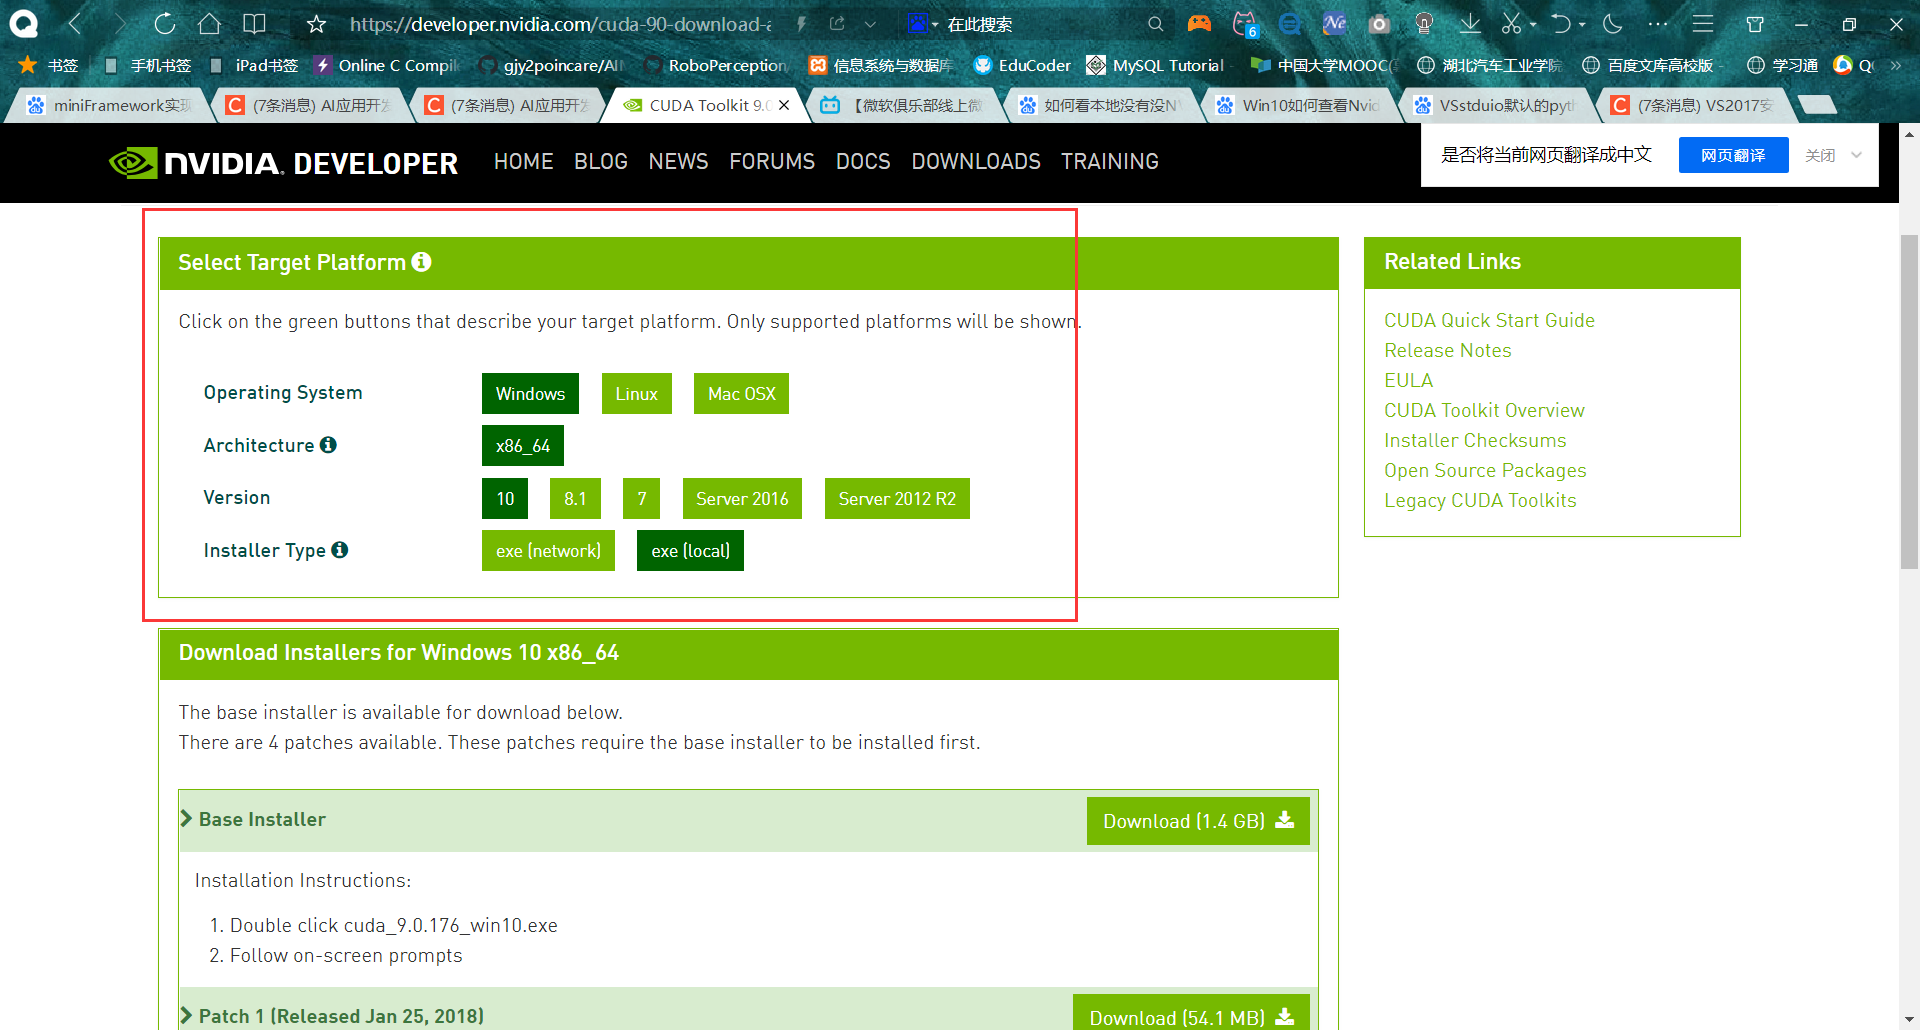 https://developer.nvidia.com/cuda-90-download-a
在此搜索
6
书签
手机书签
iPad书签
Online C Compil
gjy2poincare/AI
RoboPerception
信息系统与数据库
EduCoder
MySQL Tutorial
中国大学MOOC(
湖北汽车工业学院
百度文库高校版
学习通
miniFramework实现
(7条消息) AI应用开发
(7条消息) AI应用开发
CUDA Toolkit 9.0
【微软俱乐部线上微
如何看本地没有没N
Win10如何查看Nvid
VSstduio默认的pyth
(7条消息) VS2017安
NVIDIA. DEVELOPER
HOME
BLOG
NEWS
FORUMS
DOCS
DOWNLOADS
TRAINING
是否将当前网页翻译成中文
网页翻译
关闭
Select Target Platform
Click on the green buttons that describe your target platform. Only supported platforms will be shown.
Operating System
Windows
Linux
Mac OSX
Architecture
x86_64
Version
10
8.1
7
Server 2016
Server 2012 R2
Installer Type
exe (network)
exe (local)
Related Links
CUDA Quick Start Guide
Release Notes
EULA
CUDA Toolkit Overview
Installer Checksums
Open Source Packages
Legacy CUDA Toolkits
Download Installers for Windows 10 x86_64
The base installer is available for download below.
There are 4 patches available. These patches require the base installer to be installed first.
Base Installer
Download (1.4 GB)
Installation Instructions:
1. Double click cuda_9.0.176_win10.exe
2. Follow on-screen prompts
Patch 1 (Released Jan 25, 2018)
Download (54.1 MB)